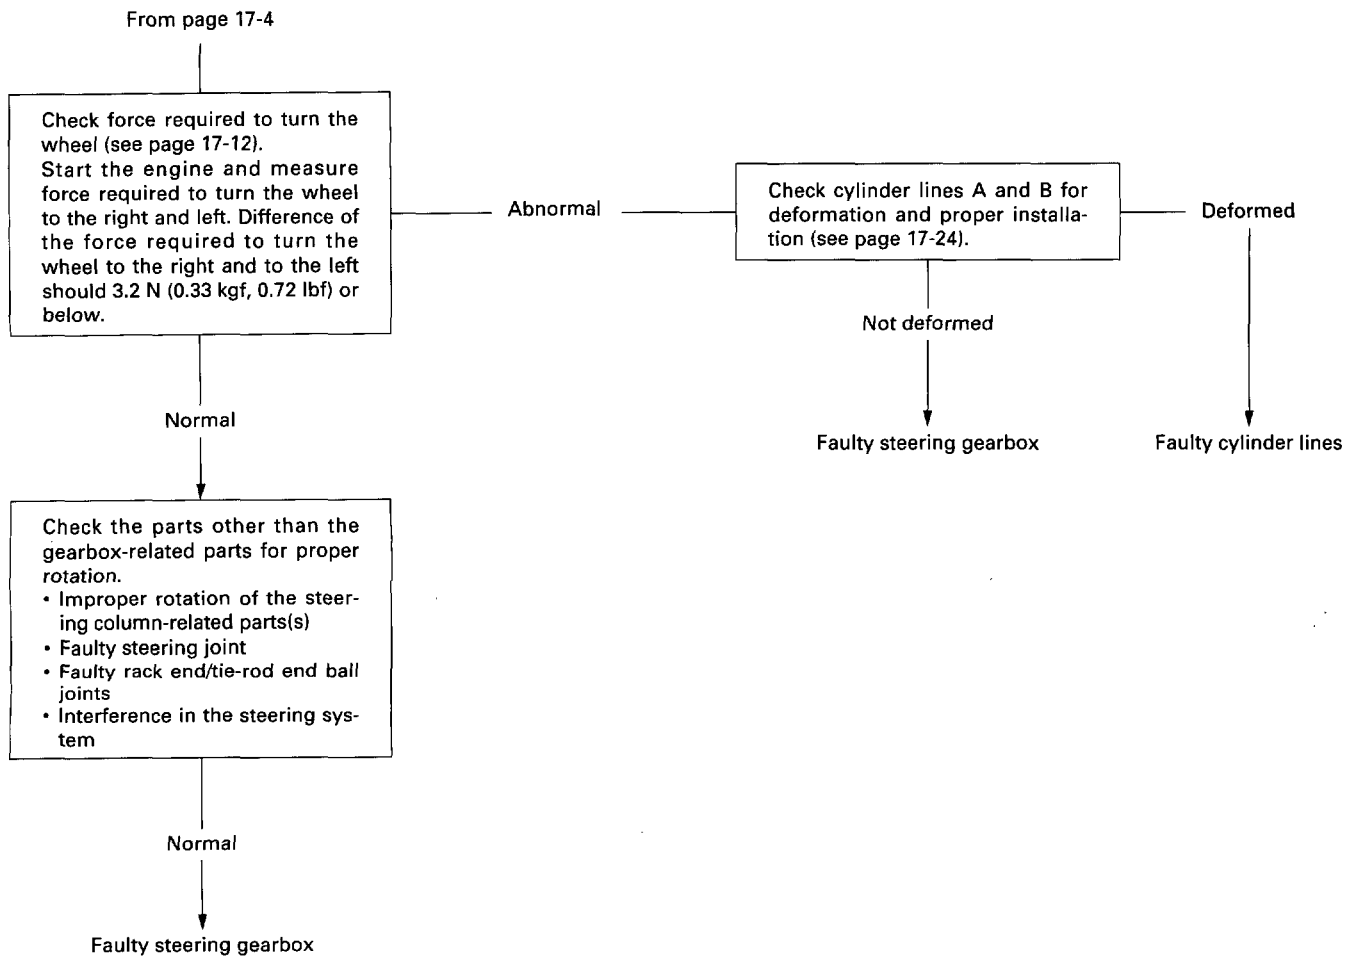 From page 17-4
Check force required to turn the
wheel (see page 17-12).
Start the engine and measure
force required to turn the wheel
to the right and left. Difference of
the force required to turn the
wheel to the right and to the left
should 3.2 N (0.33 kgf, 0.72 lbf) or
below.
Abnormal
Check cylinder lines A and B for
deformation and proper installa-
tion (see page 17-24).
Deformed
Not deformed
Faulty steering gearbox
Faulty cylinder lines
Normal
Check the parts other than the
gearbox-related parts for proper
rotation.
• Improper rotation of the steer-
ing column-related parts(s)
• Faulty steering joint
• Faulty rack end/tie-rod end ball
joints
• Interference in the steering sys-
tem
Normal
Faulty steering gearbox